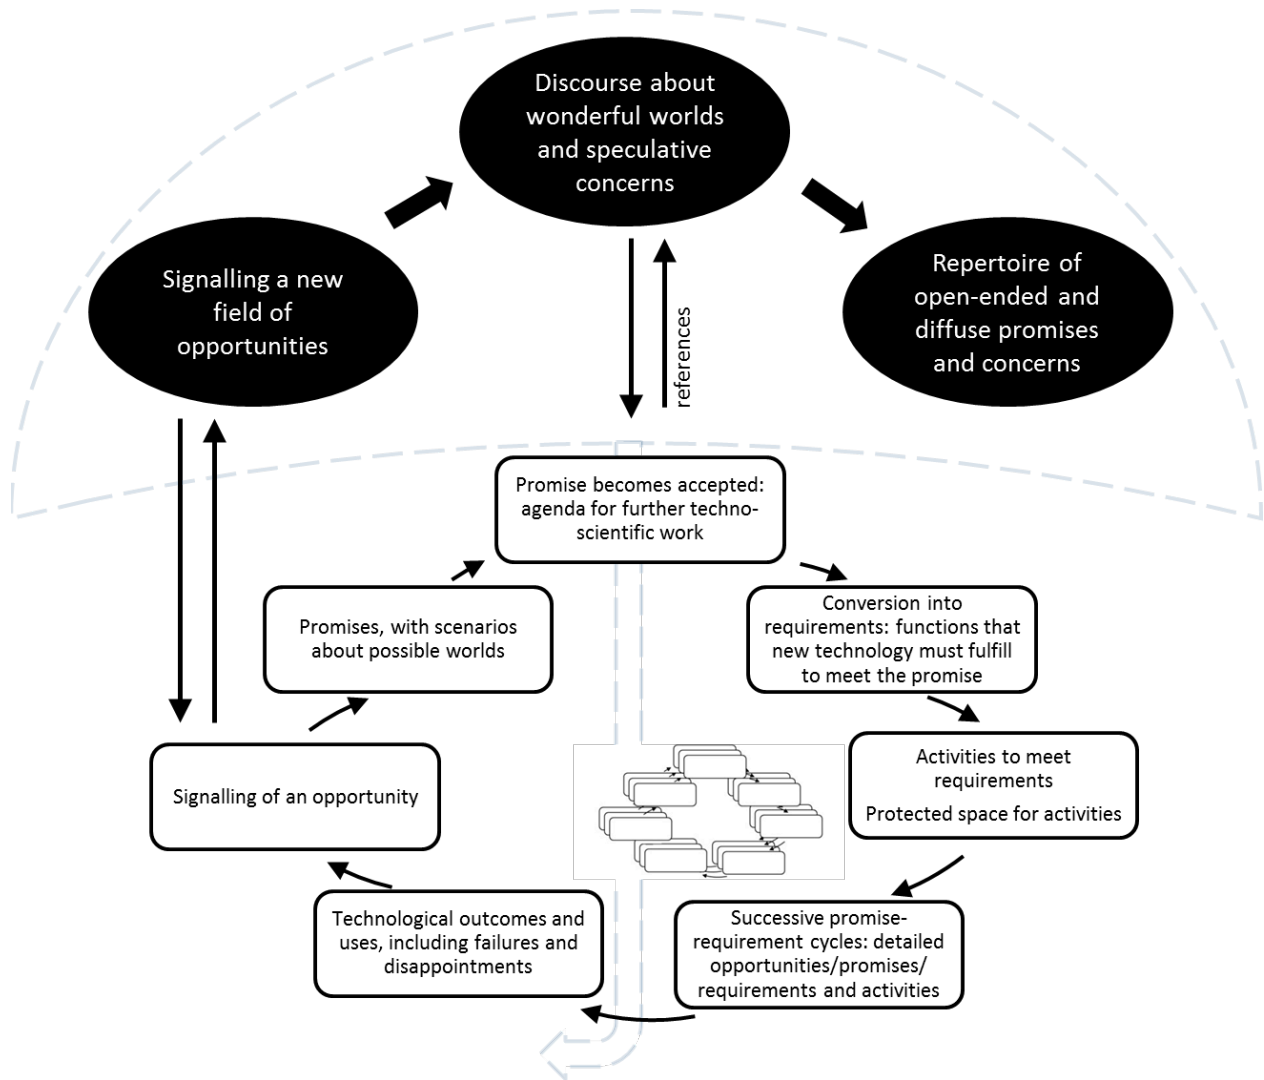 Discourse about
wonderful worlds
and speculative
concerns
Signalling a new
field of
opportunities
Repertoire of
open-ended and
diffuse promises
and concerns
references
Promise becomes accepted:
agenda for further techno-
scientific work
Promises, with scenarios
about possible worlds
Conversion into
requirements: functions that
new technology must fulfill
to meet the promise
Signalling of an opportunity
Activities to meet
requirements
Protected space for activities
Technological outcomes and
uses, including failures and
disappointments
Successive promise-
requirement cycles: detailed
opportunities/promises/
requirements and activities